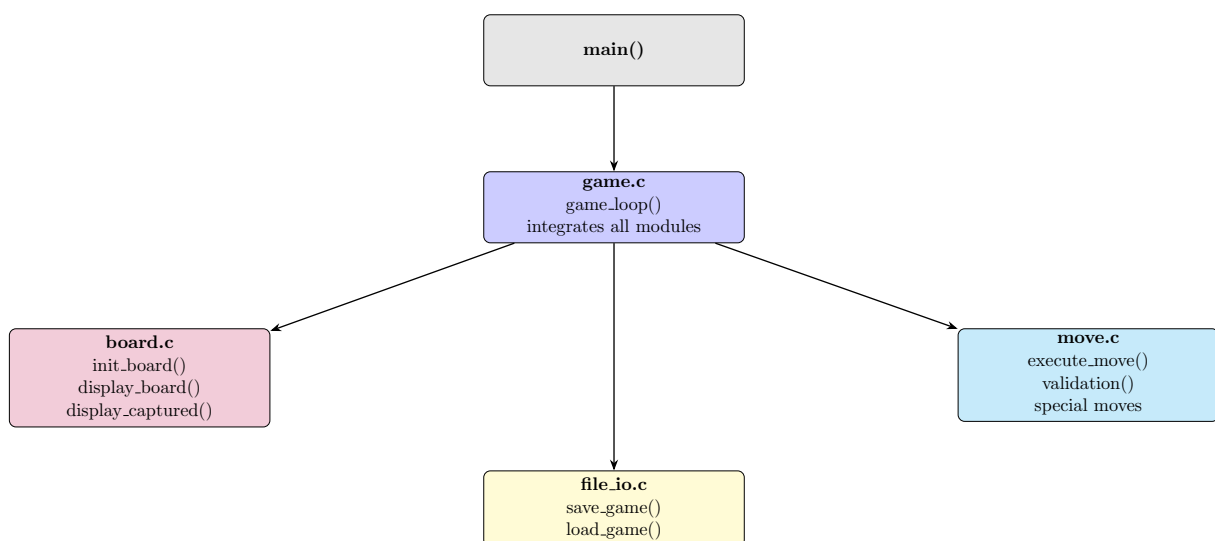 main()
game.c
game_loop()
integrates all modules
board.c
init_board()
display_board()
display_captured()
move.c
execute_move()
validation()
special moves
file_io.c
save_game()
load_game()